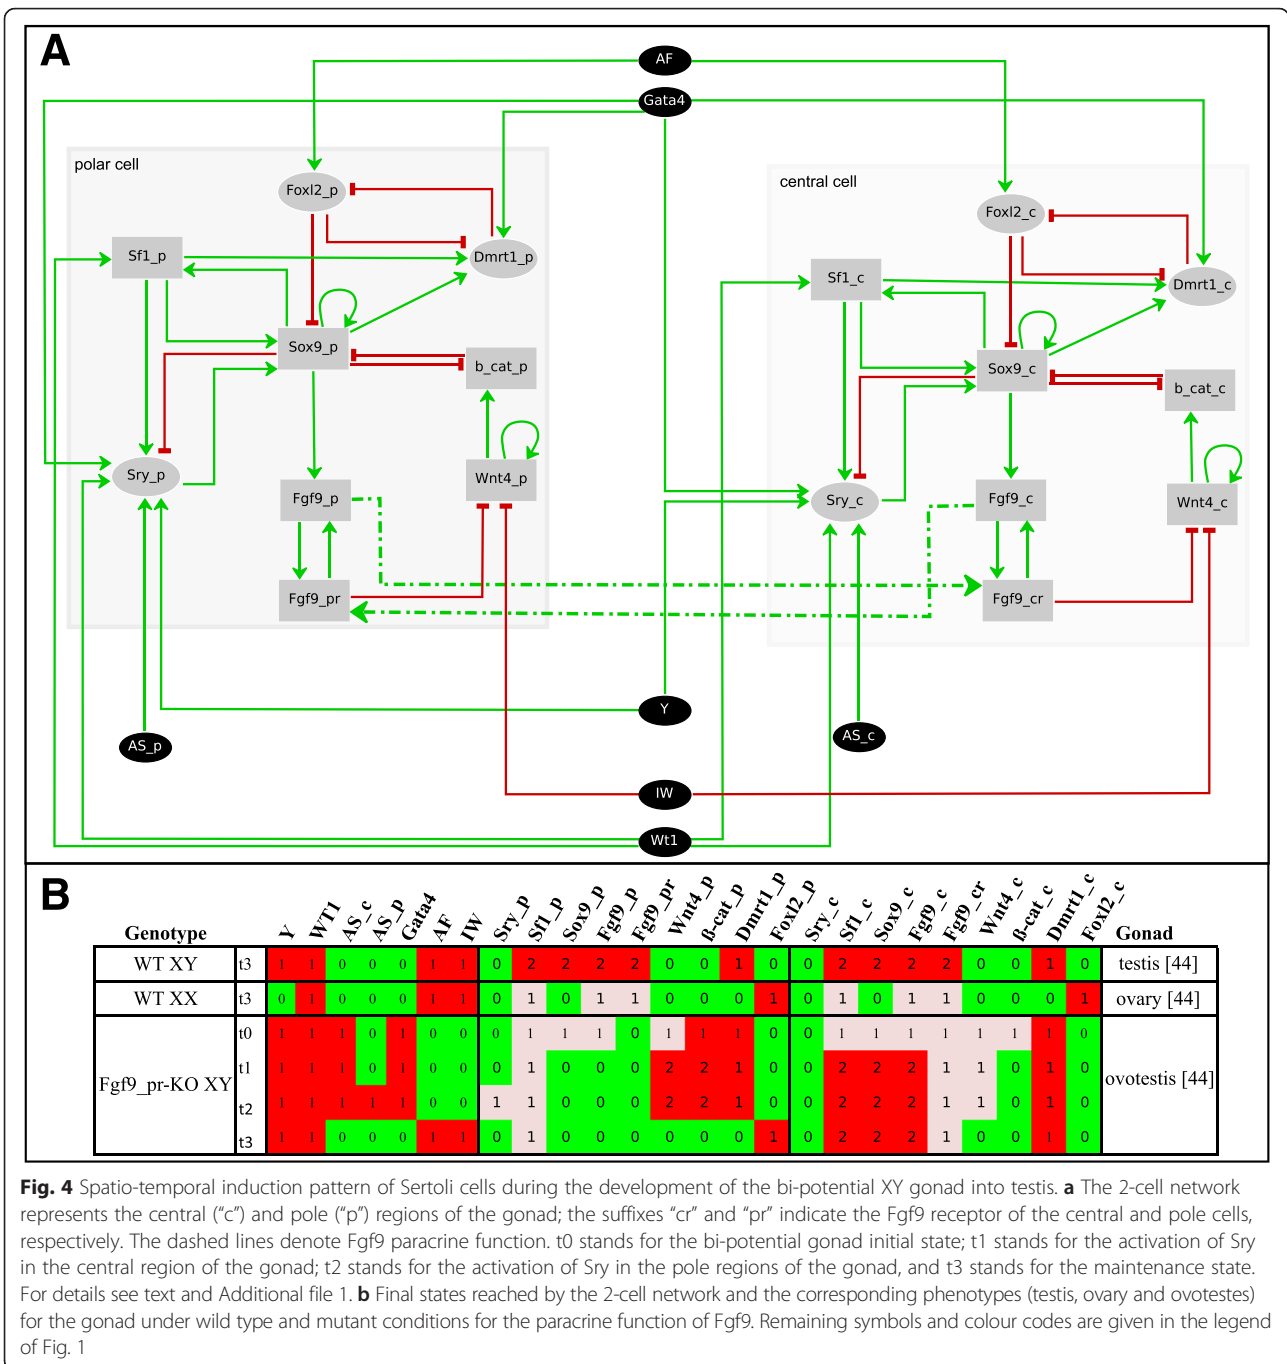 A
AF
Gata4
polar cell
central cell
Foxl2_p
Foxl2_c
Sf1_p
Dmrt1_p
Sf1_c
Dmrt1_c
Sox9_p
b_cat_p
Sox9_c
b_cat_c
Sry_p
Fgf9_p
Wnt4_p
Sry_c
Fgf9_c
Wnt4_c
Fgf9_pr
Fgf9_cr
Y
AS_p
AS_c
IW
Wt1
B
Genotype Y WT1 AS_c AS_p Gata4 AF IW Sry_p Sf1_p Sox9_p Fgf9_p Fgf9_pr Wnt4_p ß-cat_p Dmrt1_p Foxl2_p Sry_c Sf1_c Sox9_c Fgf9_c Fgf9_cr Wnt4_c ß-cat_c Dmrt1_c Foxl2_c Gonad
WT XY t3 1 1 0 0 0 1 1 0 2 2 2 2 0 0 1 0 0 2 2 2 2 0 0 1 0 testis [44]
WT XX t3 0 1 0 0 0 1 1 0 1 0 1 1 0 0 0 1 0 1 0 1 1 0 0 0 1 ovary [44]
Fgf9_pr-KO XY t0 1 1 1 0 1 0 0 0 1 1 1 0 1 1 1 0 0 1 1 1 1 1 1 1 0 ovotestis [44]
t1 1 1 1 0 1 0 0 0 1 0 0 0 2 2 1 0 0 2 2 2 1 1 0 1 0
t2 1 1 1 1 1 0 0 1 1 0 0 0 2 2 1 0 0 2 2 2 1 1 0 1 0
t3 1 1 0 0 0 1 1 0 1 0 0 0 0 0 0 1 0 2 2 2 1 0 0 1 0
Fig. 4 Spatio-temporal induction pattern of Sertoli cells during the development of the bi-potential XY gonad into testis. a The 2-cell network
represents the central (“c”) and pole (“p”) regions of the gonad; the suffixes “cr” and “pr” indicate the Fgf9 receptor of the central and pole cells,
respectively. The dashed lines denote Fgf9 paracrine function. t0 stands for the bi-potential gonad initial state; t1 stands for the activation of Sry
in the central region of the gonad; t2 stands for the activation of Sry in the pole regions of the gonad, and t3 stands for the maintenance state.
For details see text and Additional file 1. b Final states reached by the 2-cell network and the corresponding phenotypes (testis, ovary and ovotestes)
for the gonad under wild type and mutant conditions for the paracrine function of Fgf9. Remaining symbols and colour codes are given in the legend
of Fig. 1